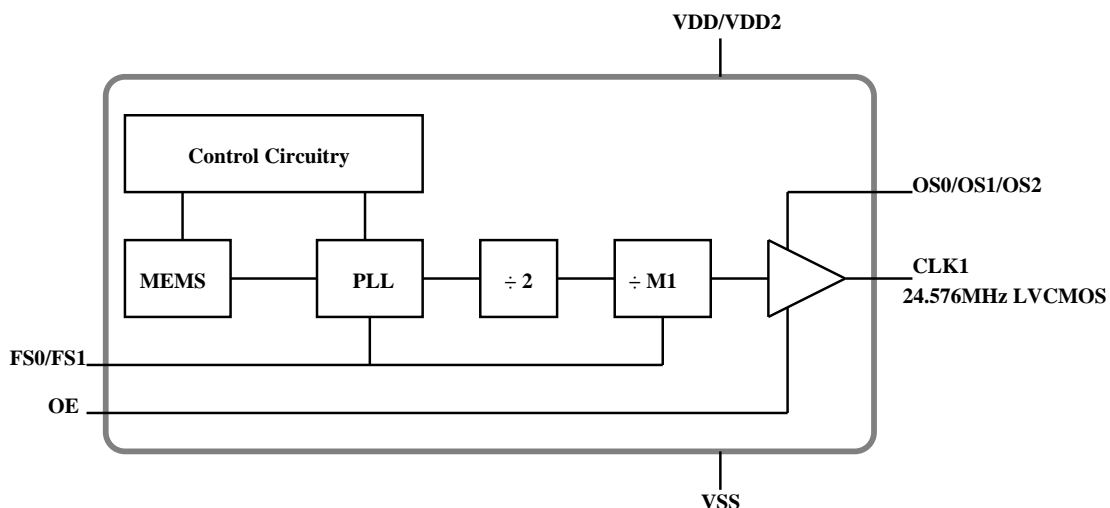 VDD/VDD2
Control Circuitry
OS0/OS1/OS2
MEMS
PLL
÷ 2
÷ M1
CLK1
24.576MHz LVCMOS
FS0/FS1
OE
VSS